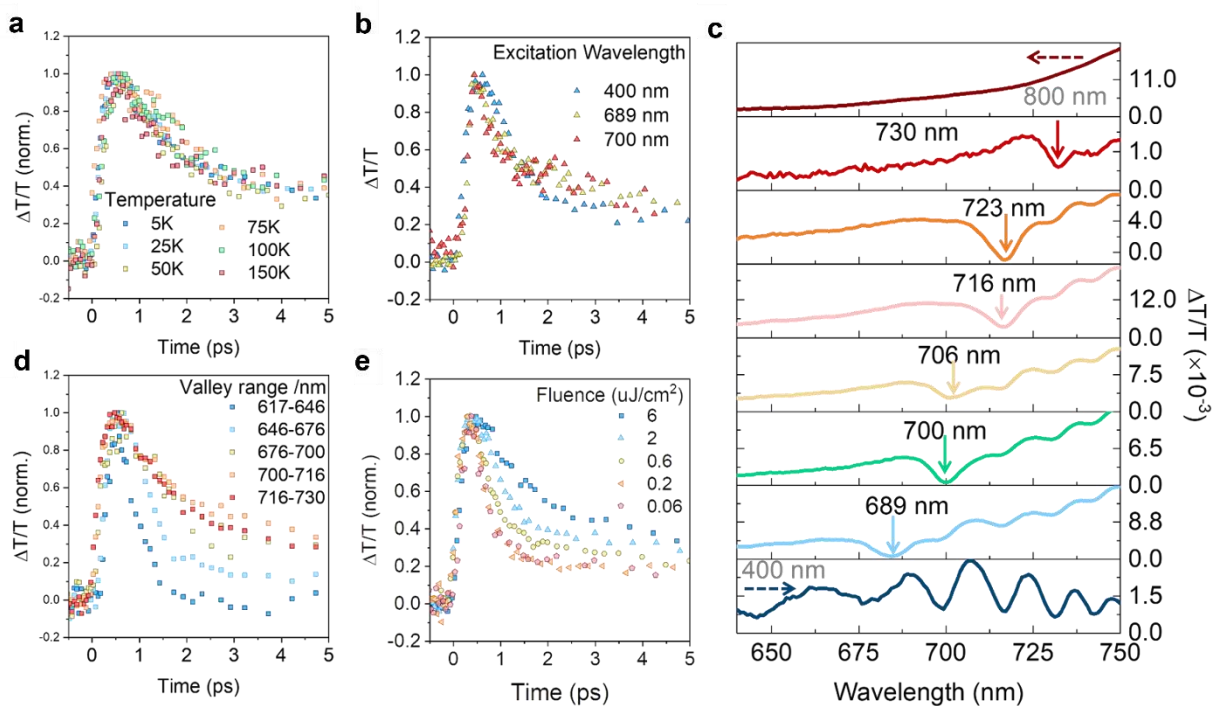 a
1.2
1.0
0.8
0.6
0.4
0.2
0.0
-0.2
ΔT/T (norm.)
Temperature
5K
25K
50K
75K
100K
150K
0 1 2 3 4 5
Time (ps)
b
1.2
1.0
0.8
0.6
0.4
0.2
0.0
-0.2
ΔT/T
Excitation Wavelength
400 nm
689 nm
700 nm
0 1 2 3 4 5
Time (ps)
c
800 nm
11.0
0.0
730 nm
1.0
0.0
723 nm
4.0
0.0
716 nm
12.0
0.0
706 nm
7.5
0.0
700 nm
6.5
0.0
689 nm
8.8
0.0
400 nm
1.5
0.0
ΔT/T (×10-3)
650 675 700 725 750
Wavelength (nm)
d
1.2
1.0
0.8
0.6
0.4
0.2
0.0
-0.2
ΔT/T (norm.)
Valley range /nm
617-646
646-676
676-700
700-716
716-730
0 1 2 3 4 5
Time (ps)
e
1.2
1.0
0.8
0.6
0.4
0.2
0.0
-0.2
ΔT/T (norm.)
Fluence (uJ/cm²)
6
2
0.6
0.2
0.06
0 1 2 3 4 5
Time (ps)